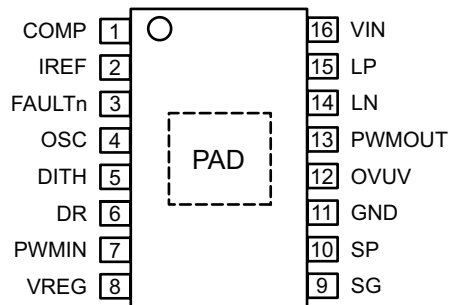 COMP 1 16 VIN
IREF 2 15 LP
FAULTn 3 14 LN
OSC 4 13 PWMOUT
PAD
DITH 5 12 OVUV
DR 6 11 GND
PWMIN 7 10 SP
VREG 8 9 SG